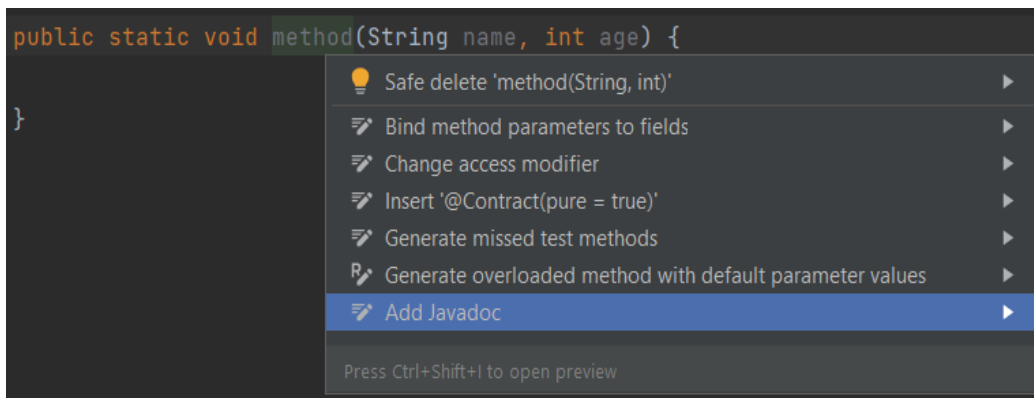 public static void method(String name, int age) {
Safe delete 'method(String, int)'
}
Bind method parameters to fields
Change access modifier
Insert '@Contract(pure = true)'
Generate missed test methods
Generate overloaded method with default parameter values
Add Javadoc
Press Ctrl+Shift+I to open preview